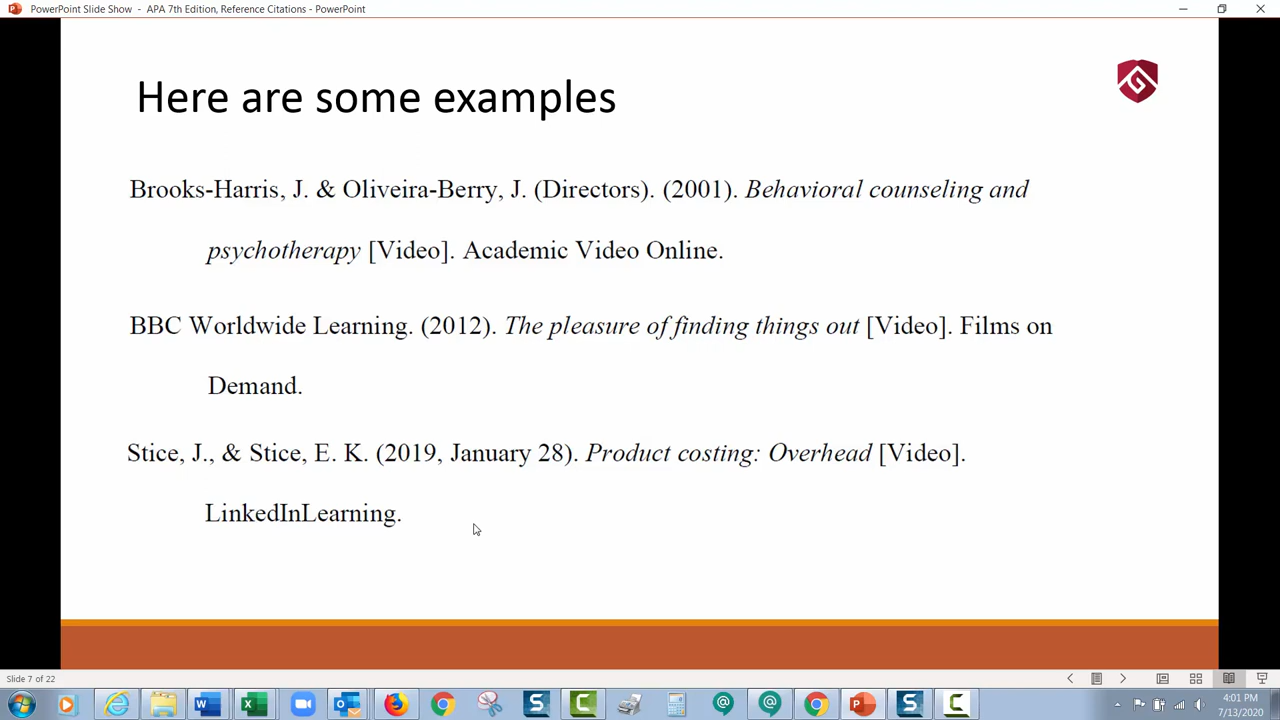 PowerPoint Slide Show - APA 7th Edition, Reference Citations - PowerPoint
Here are some examples
Brooks-Harris, J. & Oliveira-Berry, J. (Directors). (2001). Behavioral counseling and
psychotherapy [Video]. Academic Video Online.
BBC Worldwide Learning. (2012). The pleasure of finding things out [Video]. Films on
Demand.
Stice, J., & Stice, E. K. (2019, January 28). Product costing: Overhead [Video].
LinkedInLearning.
Slide 7 of 22
4:01 PM
7/13/2020